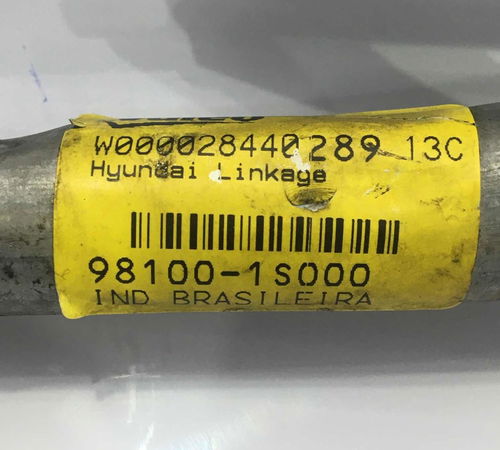 W000028440289 13C
Hyundai Linkage
98100-1S000
IND BRASILEIRA